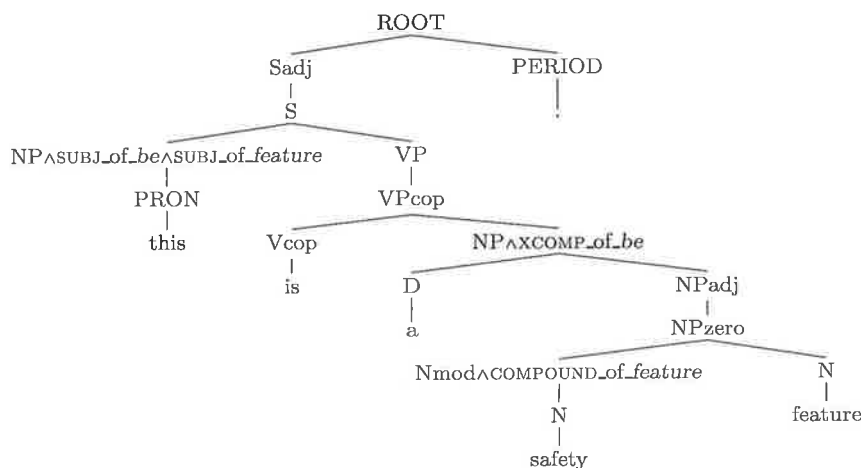 ROOT
Sadj PERIOD
S .
NP∧SUBJ_of_be∧SUBJ_of_feature VP
PRON VPcop
this Vcop NP∧XCOMP_of_be
is D NPadj
a NPzero
Nmod∧COMPOUND_of_feature N
N feature
safety